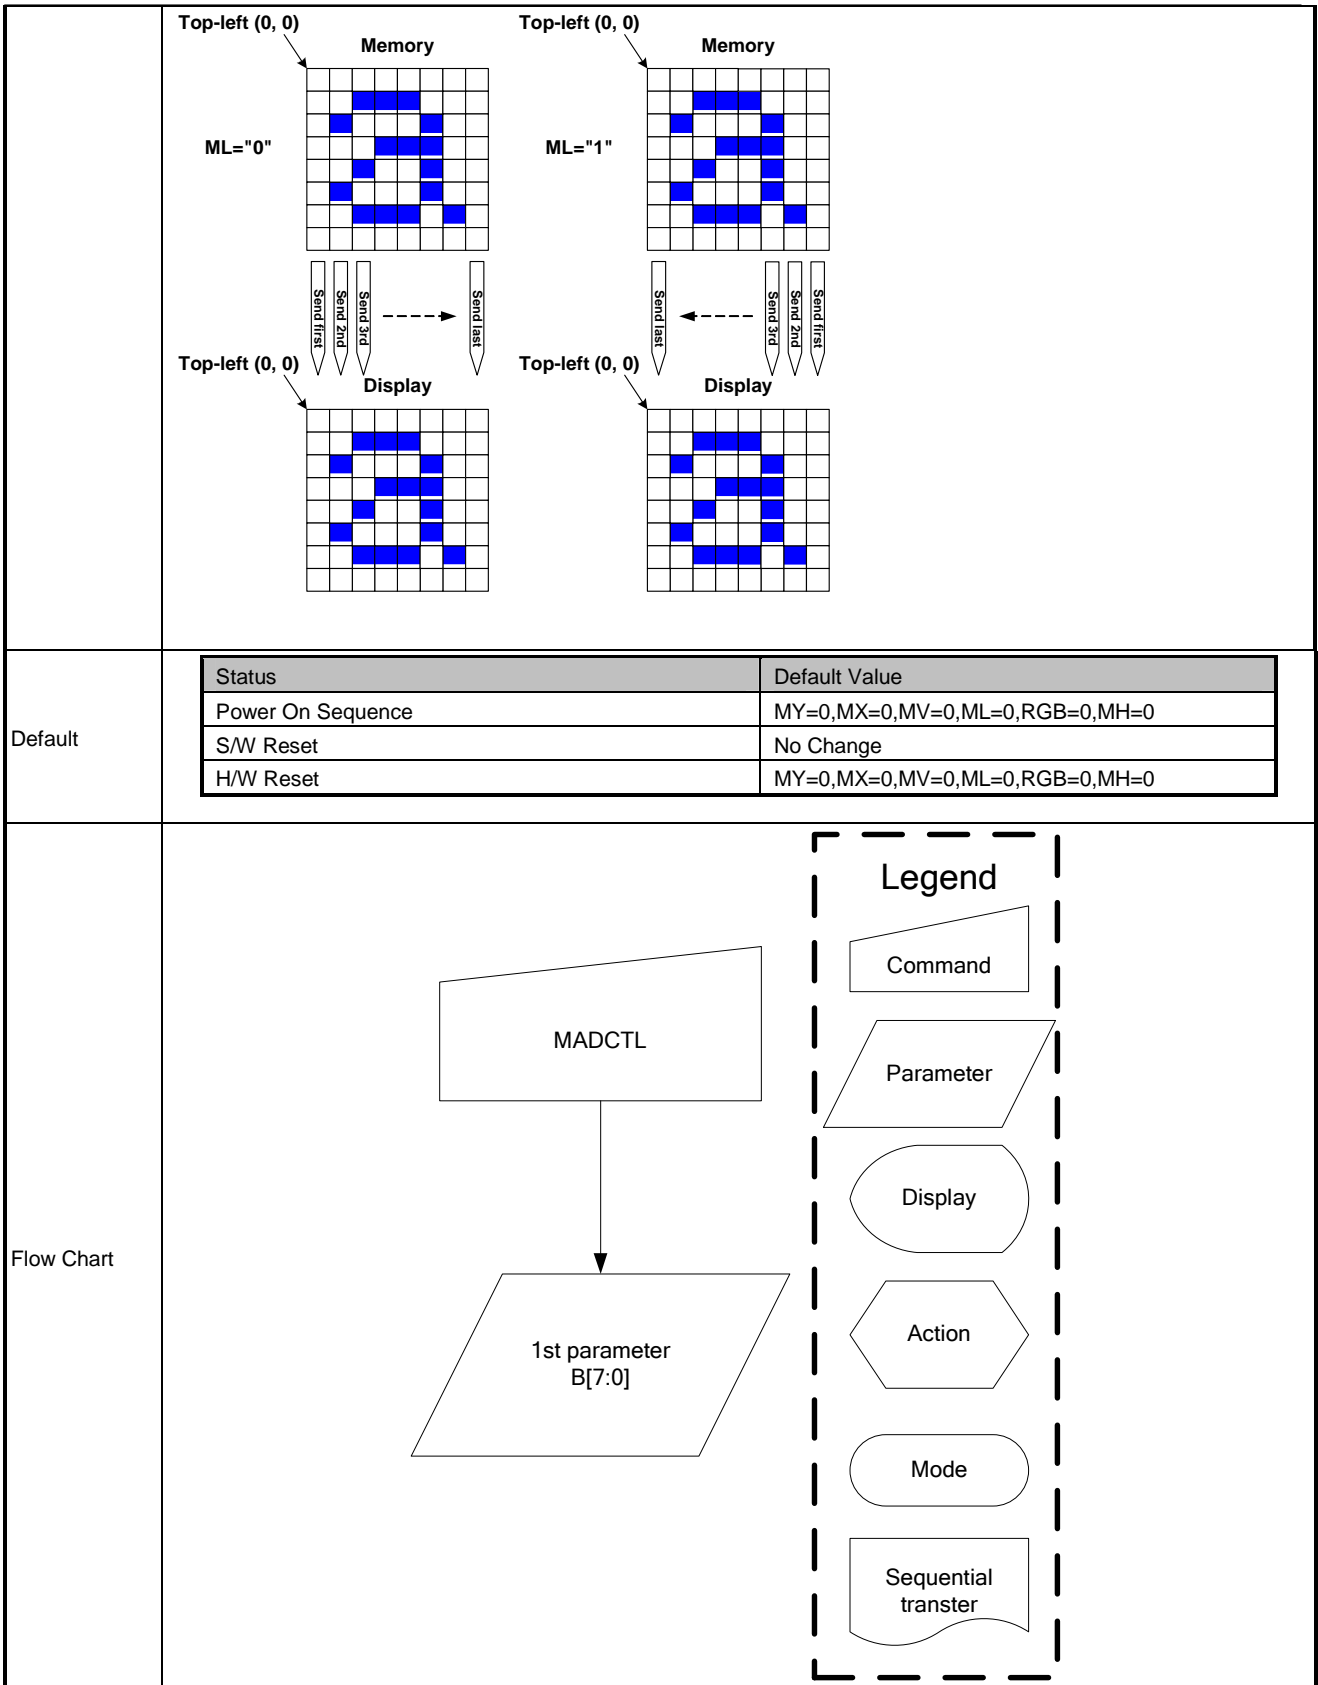 Top-left (0, 0)
Memory
ML="0"
Send first
Send 2nd
Send 3rd
Send last
Top-left (0, 0)
Display
Top-left (0, 0)
Memory
ML="1"
Send last
Send 3rd
Send 2nd
Send first
Top-left (0, 0)
Display
Default
Status Default Value
Power On Sequence MY=0,MX=0,MV=0,ML=0,RGB=0,MH=0
S/W Reset No Change
H/W Reset MY=0,MX=0,MV=0,ML=0,RGB=0,MH=0
Flow Chart
MADCTL
1st parameter
B[7:0]
Legend
Command
Parameter
Display
Action
Mode
Sequential
transter